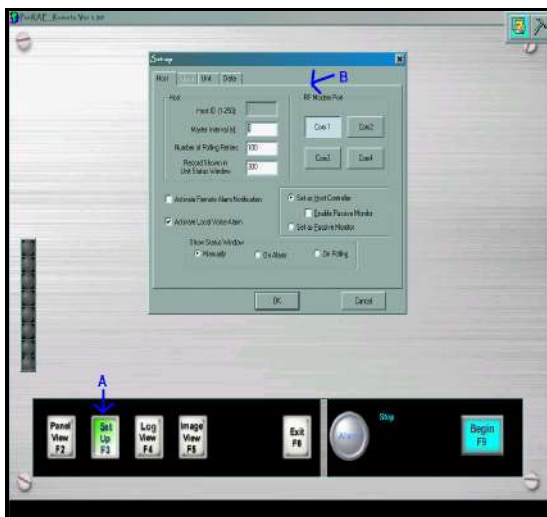 ProRAE_Remote Ver 1.00
Set-up
B
Host Unit Data
Host
RF Modem Port
Host ID (1-250):
Master Interval (s):
Com1 Com2
Number of Polling Retries: 100
Record Shown in
Unit Status Window: 300
Com3 Com4
Activate Remote Alarm Notification
Set as Host Controller
Enable Passive Monitor
Activate Local Voice Alarm
Set as Passive Monitor
Show Status Window
Manually On Alarm On Polling
OK Cancel
A
Panel View F2
Set Up F3
Log View F4
Image View F5
Exit F8
Alarm
Stop
Begin F9